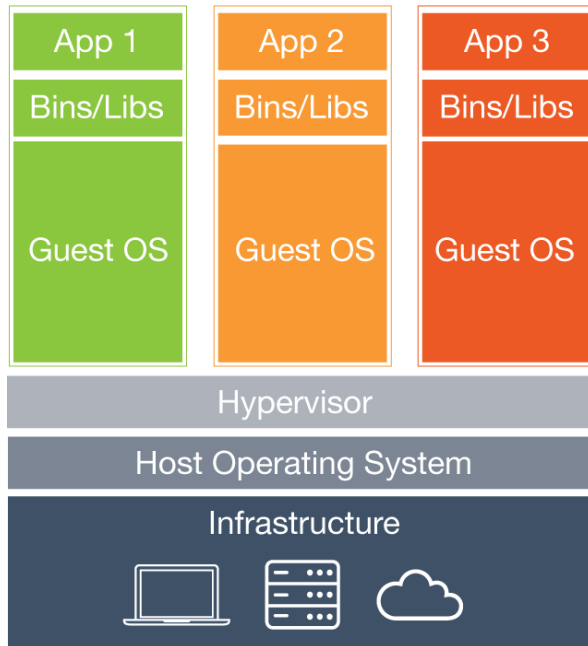 App 1
App 2
App 3
Bins/Libs
Bins/Libs
Bins/Libs
Guest OS
Guest OS
Guest OS
Hypervisor
Host Operating System
Infrastructure